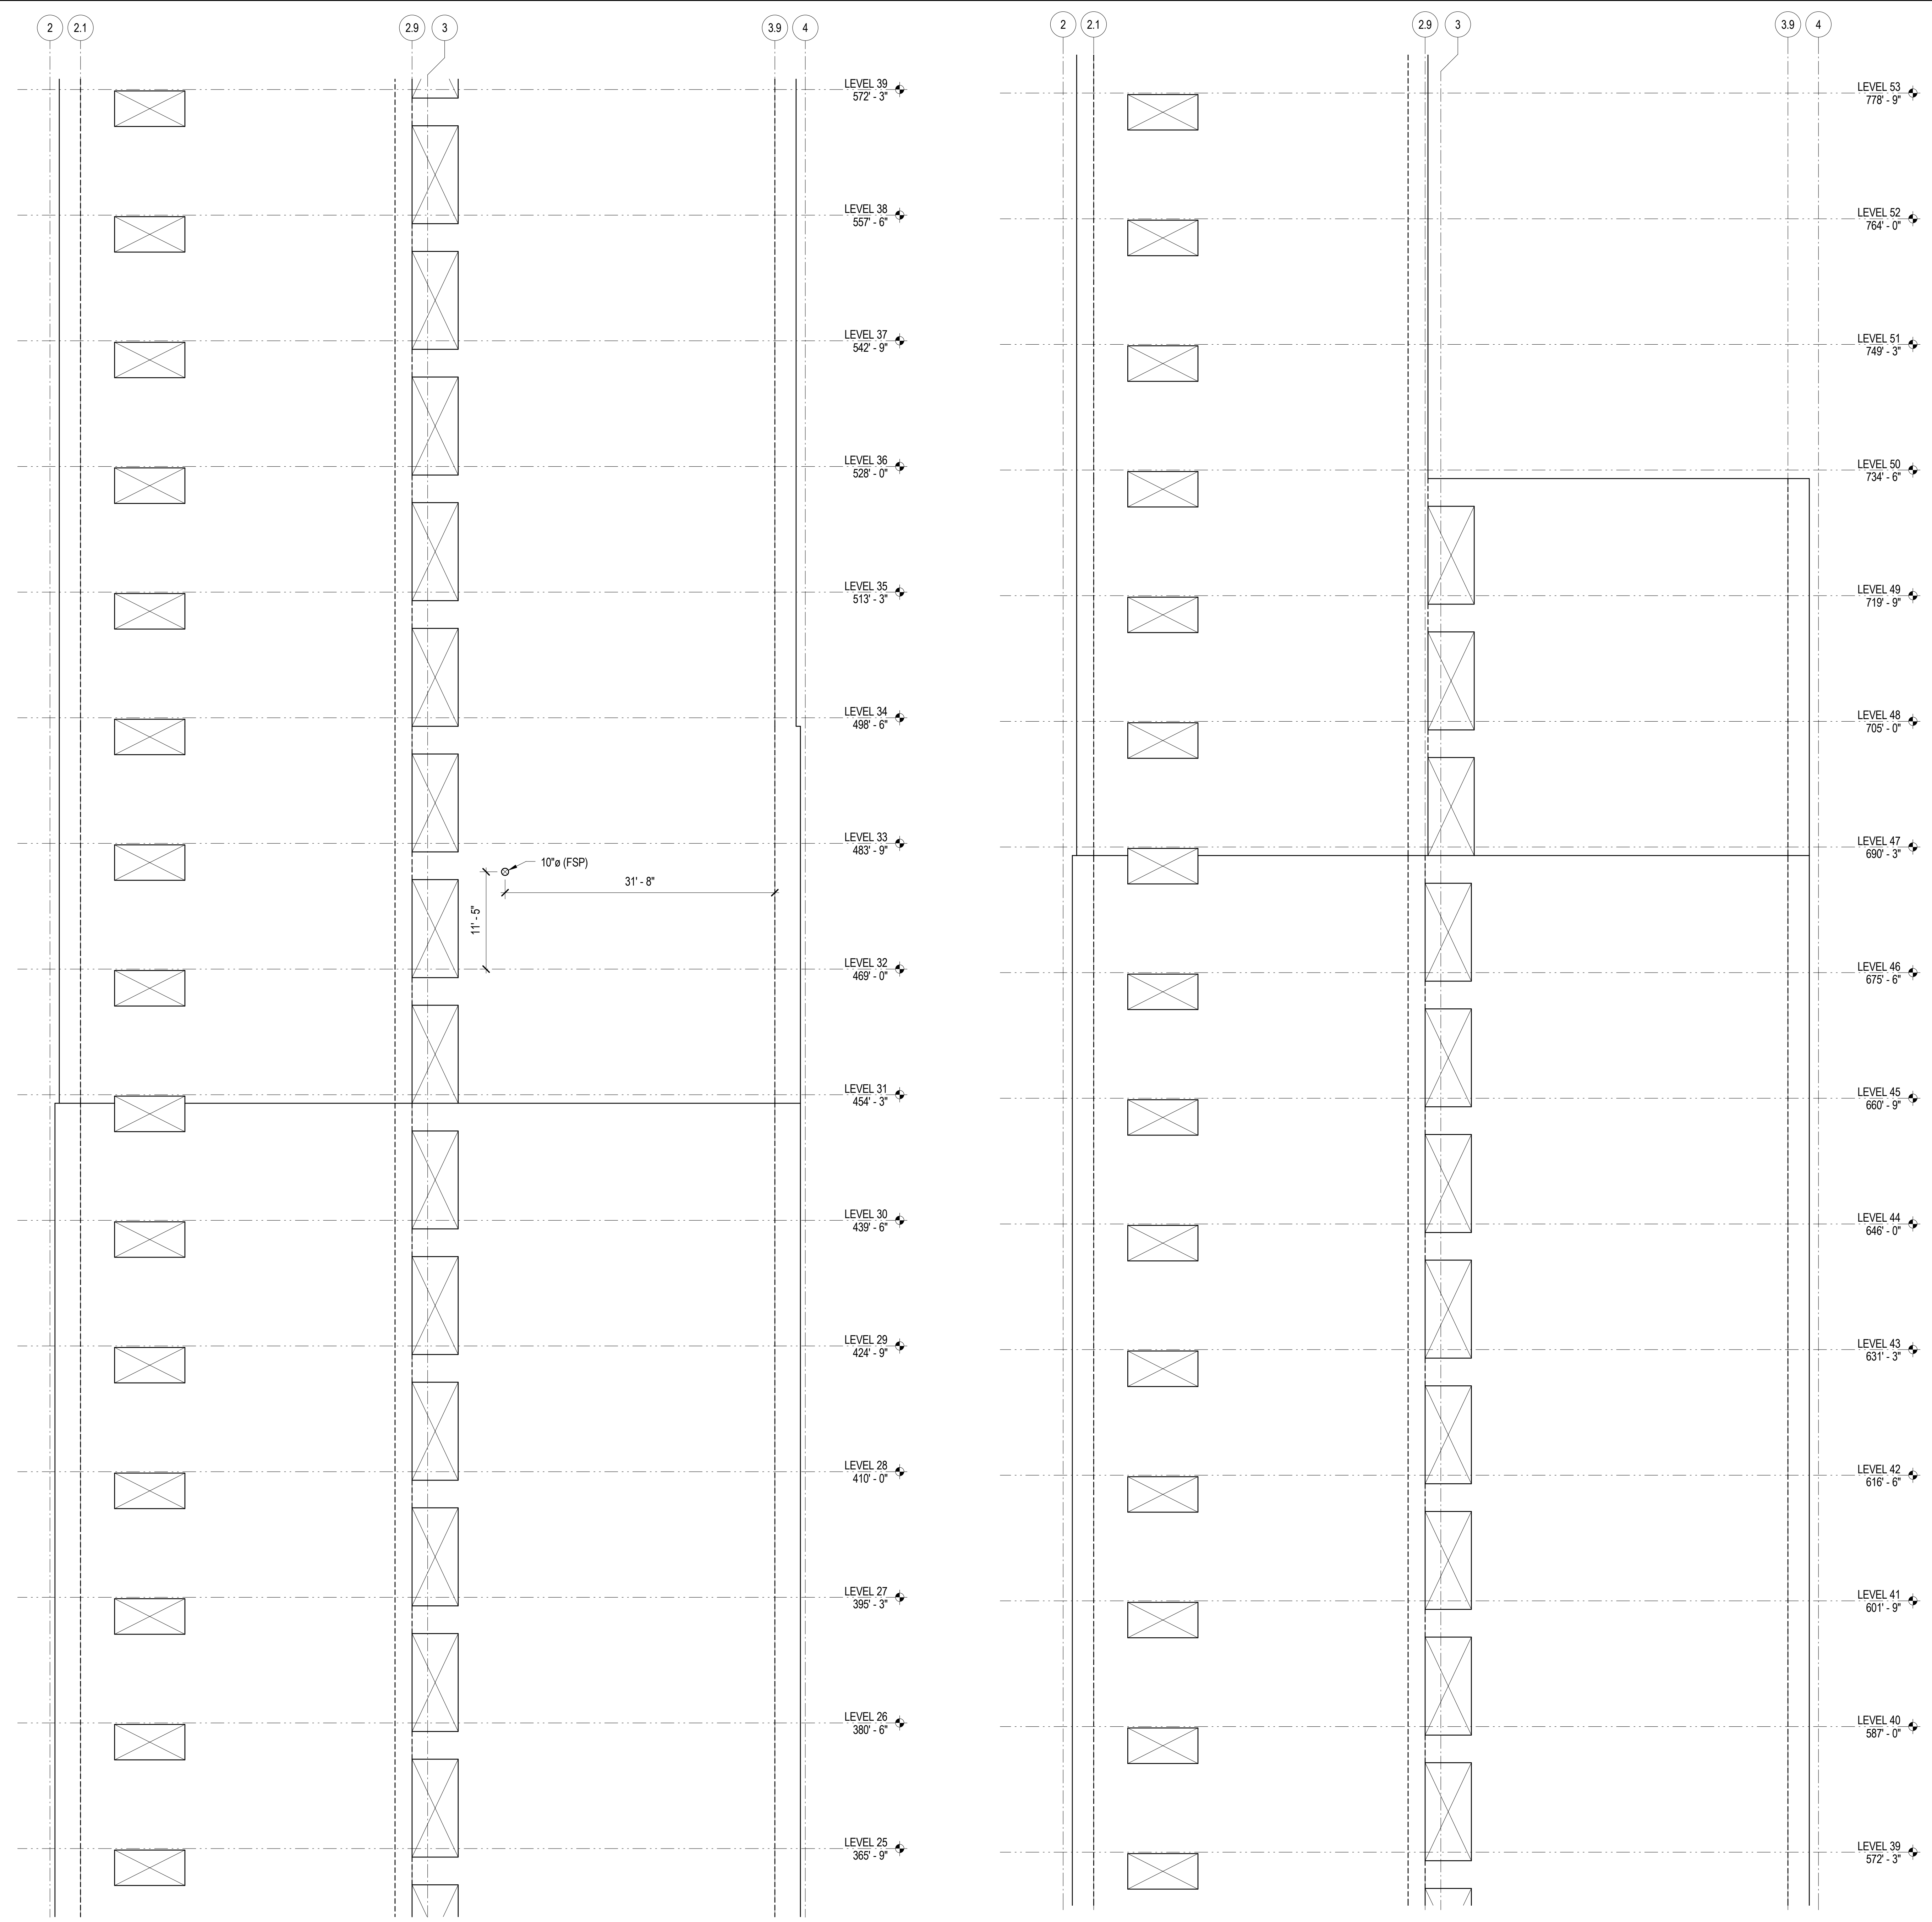 2
2.1
2.9
3
3.9
4
LEVEL 39
572' - 3"
LEVEL 38
557' - 6"
LEVEL 37
542' - 9"
LEVEL 36
528' - 0"
LEVEL 35
513' - 3"
LEVEL 34
498' - 6"
LEVEL 33
483' - 9"
10"ø (FSP)
31' - 8"
11' - 5"
LEVEL 32
469' - 0"
LEVEL 31
454' - 3"
LEVEL 30
439' - 6"
LEVEL 29
424' - 9"
LEVEL 28
410' - 0"
LEVEL 27
395' - 3"
LEVEL 26
380' - 6"
LEVEL 25
365' - 9"
2
2.1
2.9
3
3.9
4
LEVEL 53
778' - 9"
LEVEL 52
764' - 0"
LEVEL 51
749' - 3"
LEVEL 50
734' - 6"
LEVEL 49
719' - 9"
LEVEL 48
705' - 0"
LEVEL 47
690' - 3"
LEVEL 46
675' - 6"
LEVEL 45
660' - 9"
LEVEL 44
646' - 0"
LEVEL 43
631' - 3"
LEVEL 42
616' - 6"
LEVEL 41
601' - 9"
LEVEL 40
587' - 0"
LEVEL 39
572' - 3"